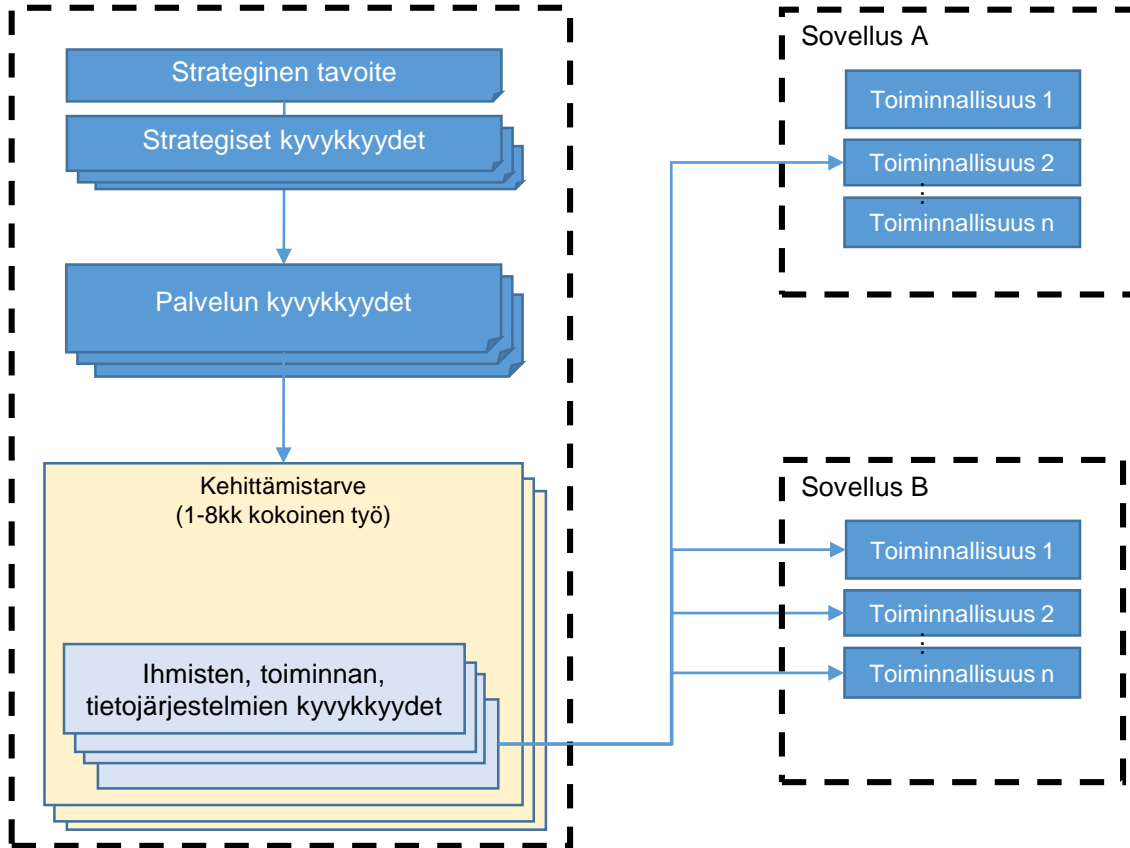 Strateginen tavoite
Strategiset kyvykkyydet
Palvelun kyvykkyydet
Kehittämistarve
(1-8kk kokoinen työ)
Ihmisten, toiminnan,
tietojärjestelmien kyvykkyydet
Sovellus A
Toiminnallisuus 1
Toiminnallisuus 2
...
Toiminnallisuus n
Sovellus B
Toiminnallisuus 1
Toiminnallisuus 2
...
Toiminnallisuus n